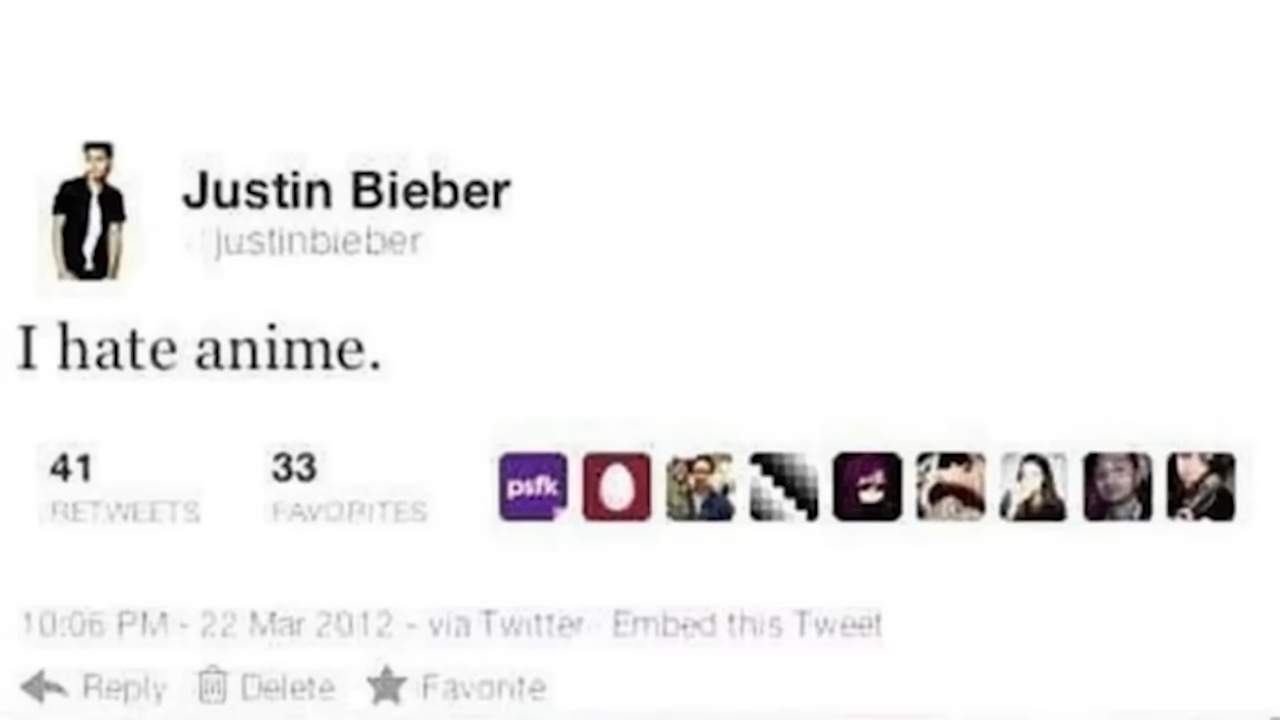 Justin Bieber
justinbieber
I hate anime.
41
RETWEETS
33
FAVORITES
psfk
10:06 PM - 22 Mar 2012 - via Twitter · Embed this Tweet
Reply Delete Favorite